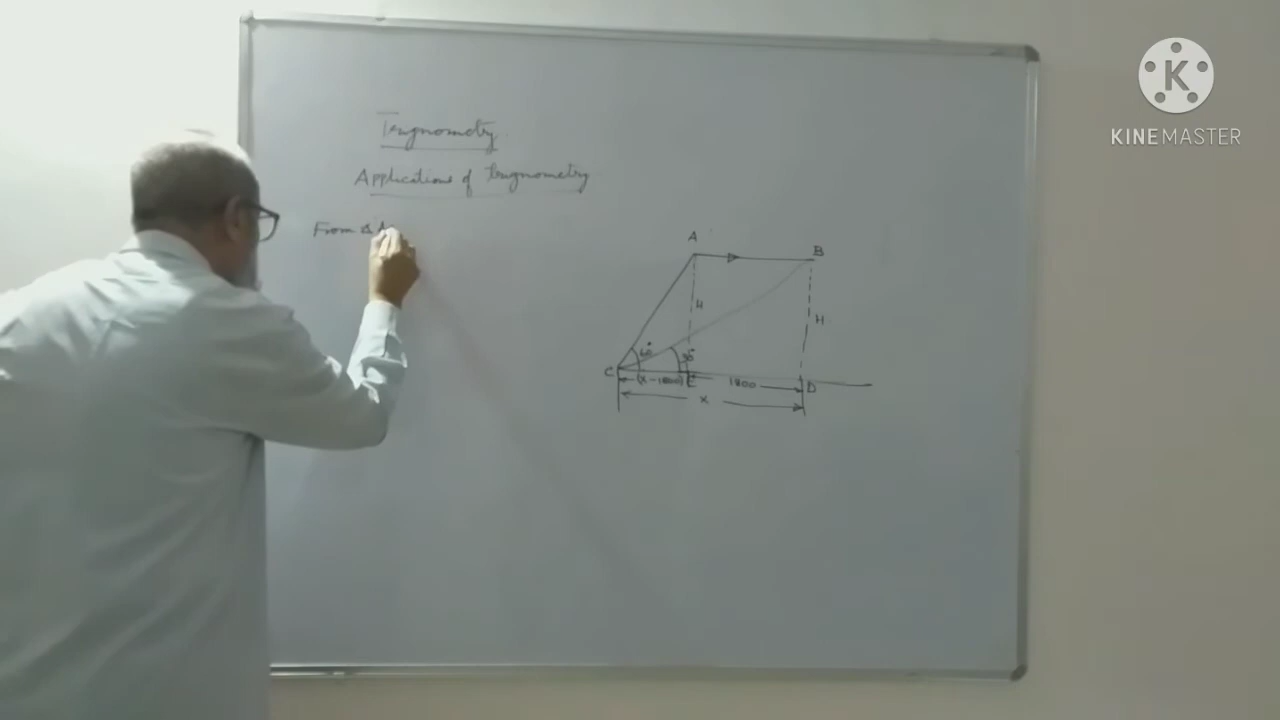 Trignometry
Applications of trignometry
From △ A
A
B
H
H
60°
30°
C
(x-1800)
E
1800
D
x
K
KINEMASTER